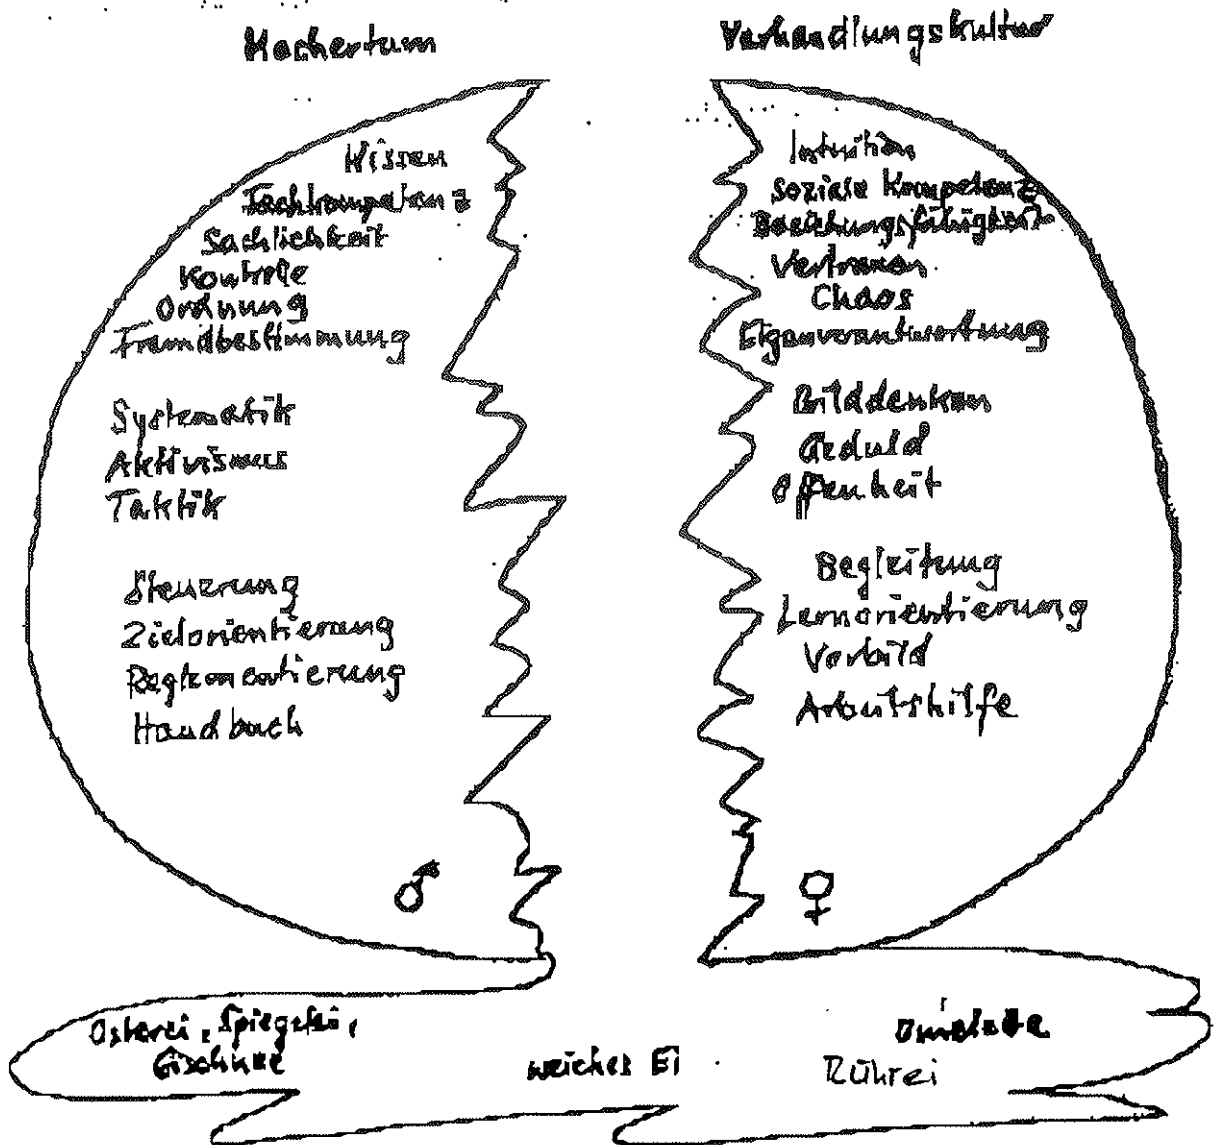 Machertum
Verhandlungskultur
Wissen
Fachkompetenz
Sachlichkeit
Kontrolle
Ordnung
Fremdbestimmung
Systematik
Aktivismus
Taktik
Steuerung
Zielorientierung
Reglementierung
Handbuch
♂
Intuition
Soziale Kompetenz
Beziehungsfähigkeit
Vertrauen
Chaos
Eigenverantwortung
Bilddenken
Geduld
Offenheit
Begleitung
Lernorientierung
Vorbild
Arbeitshilfe
♀
Osterei, Spiegelei,
Eischnee
weiches Ei
Omelette
Rührei